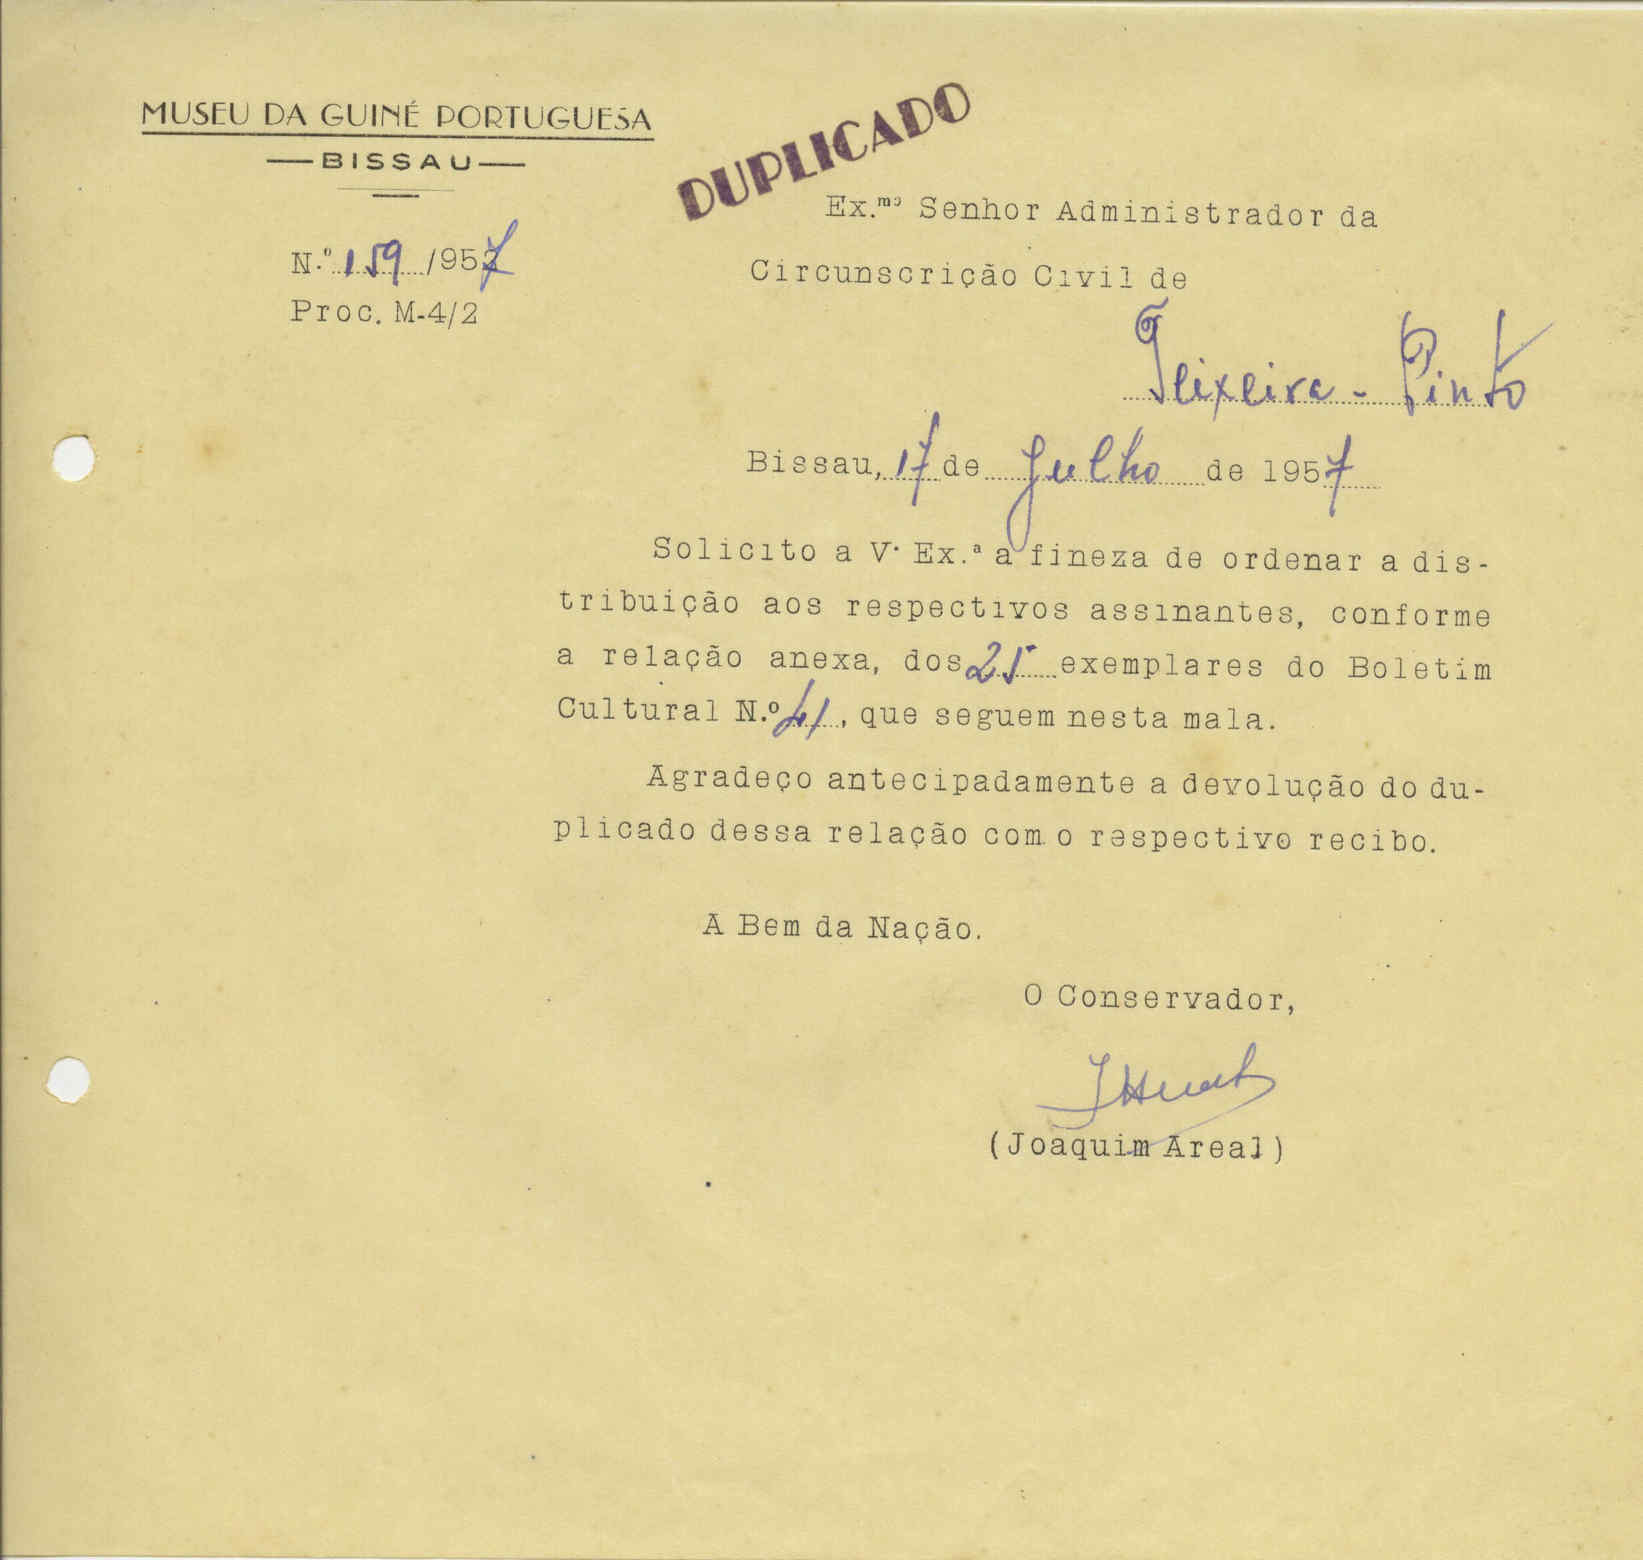 MUSEU DA GUINÉ PORTUGUESA
BISSAU
DUPLICADO
N.º 159/957
Proc. M-4/2
Ex.mo Senhor Administrador da
Circunscrição Civil de
Teixeira-Pinto
Bissau, 17 de Julho de 1957
Solicito a V. Ex.ª a fineza de ordenar a dis-
tribuição aos respectivos assinantes, conforme
a relação anexa, dos 25 exemplares do Boletim
Cultural N.º 41, que seguem nesta mala.
Agradeço antecipadamente a devolução do du-
plicado dessa relação com o respectivo recibo.
A Bem da Nação.
O Conservador,
(Joaquim Areal)